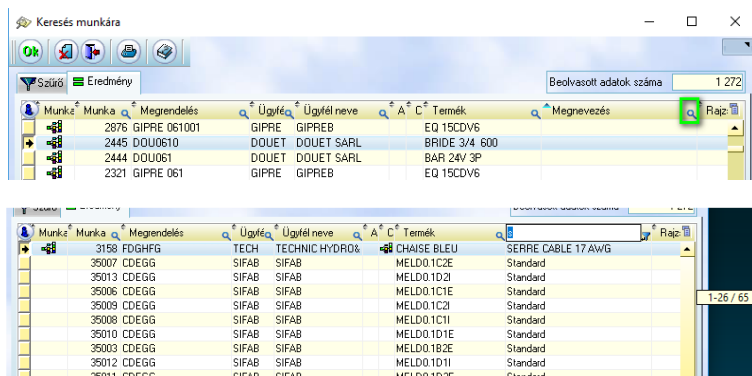 Keresés munkára
Ok
Szűrő Eredmény Beolvasott adatok száma 1 272
Munka Munka Megrendelés Ügyfé Ügyfél neve A C Termék Megnevezés Rajz
2876 GIPRE 061001 GIPRE GIPREB EQ 15CDV6
2445 DOU0610 DOUET DOUET SARL BRIDE 3/4 600
2444 DOU061 DOUET DOUET SARL BAR 24V 3P
2321 GIPRE 061 GIPRE GIPREB EQ 15CDV6
Munka Munka Megrendelés Ügyfé Ügyfél neve A C Termék s Rajz
3158 FDGHFG TECH TECHNIC HYDRO& CHAISE BLEU SERRE CABLE 17 AWG
35007 CDEGG SIFAB SIFAB MELD0.1C2E Standard
35013 CDEGG SIFAB SIFAB MELD0.1D2I Standard
35006 CDEGG SIFAB SIFAB MELD0.1C1E Standard
35009 CDEGG SIFAB SIFAB MELD0.1C2I Standard
35008 CDEGG SIFAB SIFAB MELD0.1C1I Standard
35010 CDEGG SIFAB SIFAB MELD0.1D1E Standard
35003 CDEGG SIFAB SIFAB MELD0.1B2E Standard
35012 CDEGG SIFAB SIFAB MELD0.1D1I Standard
1-26 / 65